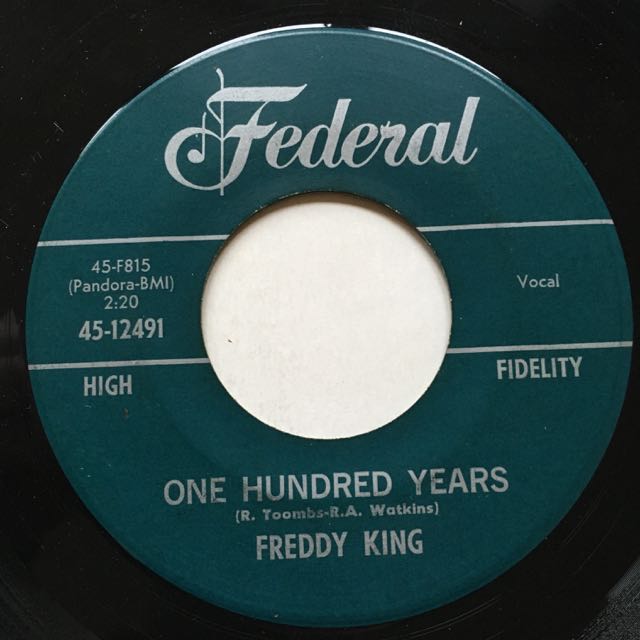 Federal
45-F815
(Pandora-BMI)
2:20
45-12491
Vocal
HIGH
FIDELITY
ONE HUNDRED YEARS
(R. Toombs-R.A. Watkins)
FREDDY KING